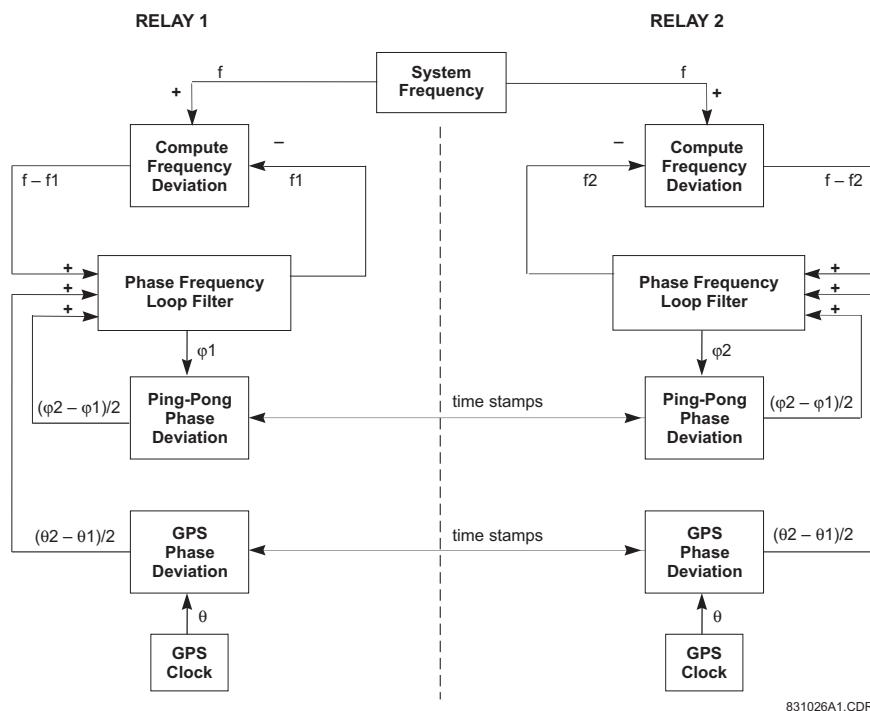 RELAY 1
RELAY 2
System
Frequency
f
f
+
+
–
–
Compute
Frequency
Deviation
Compute
Frequency
Deviation
f – f1
f1
f2
f – f2
+
+
+
Phase Frequency
Loop Filter
Phase Frequency
Loop Filter
+
+
+
φ1
φ2
(φ2 – φ1)/2
Ping-Pong
Phase
Deviation
time stamps
Ping-Pong
Phase
Deviation
(φ2 – φ1)/2
(θ2 – θ1)/2
GPS
Phase
Deviation
time stamps
GPS
Phase
Deviation
(θ2 – θ1)/2
θ
θ
GPS
Clock
GPS
Clock
831026A1.CDR